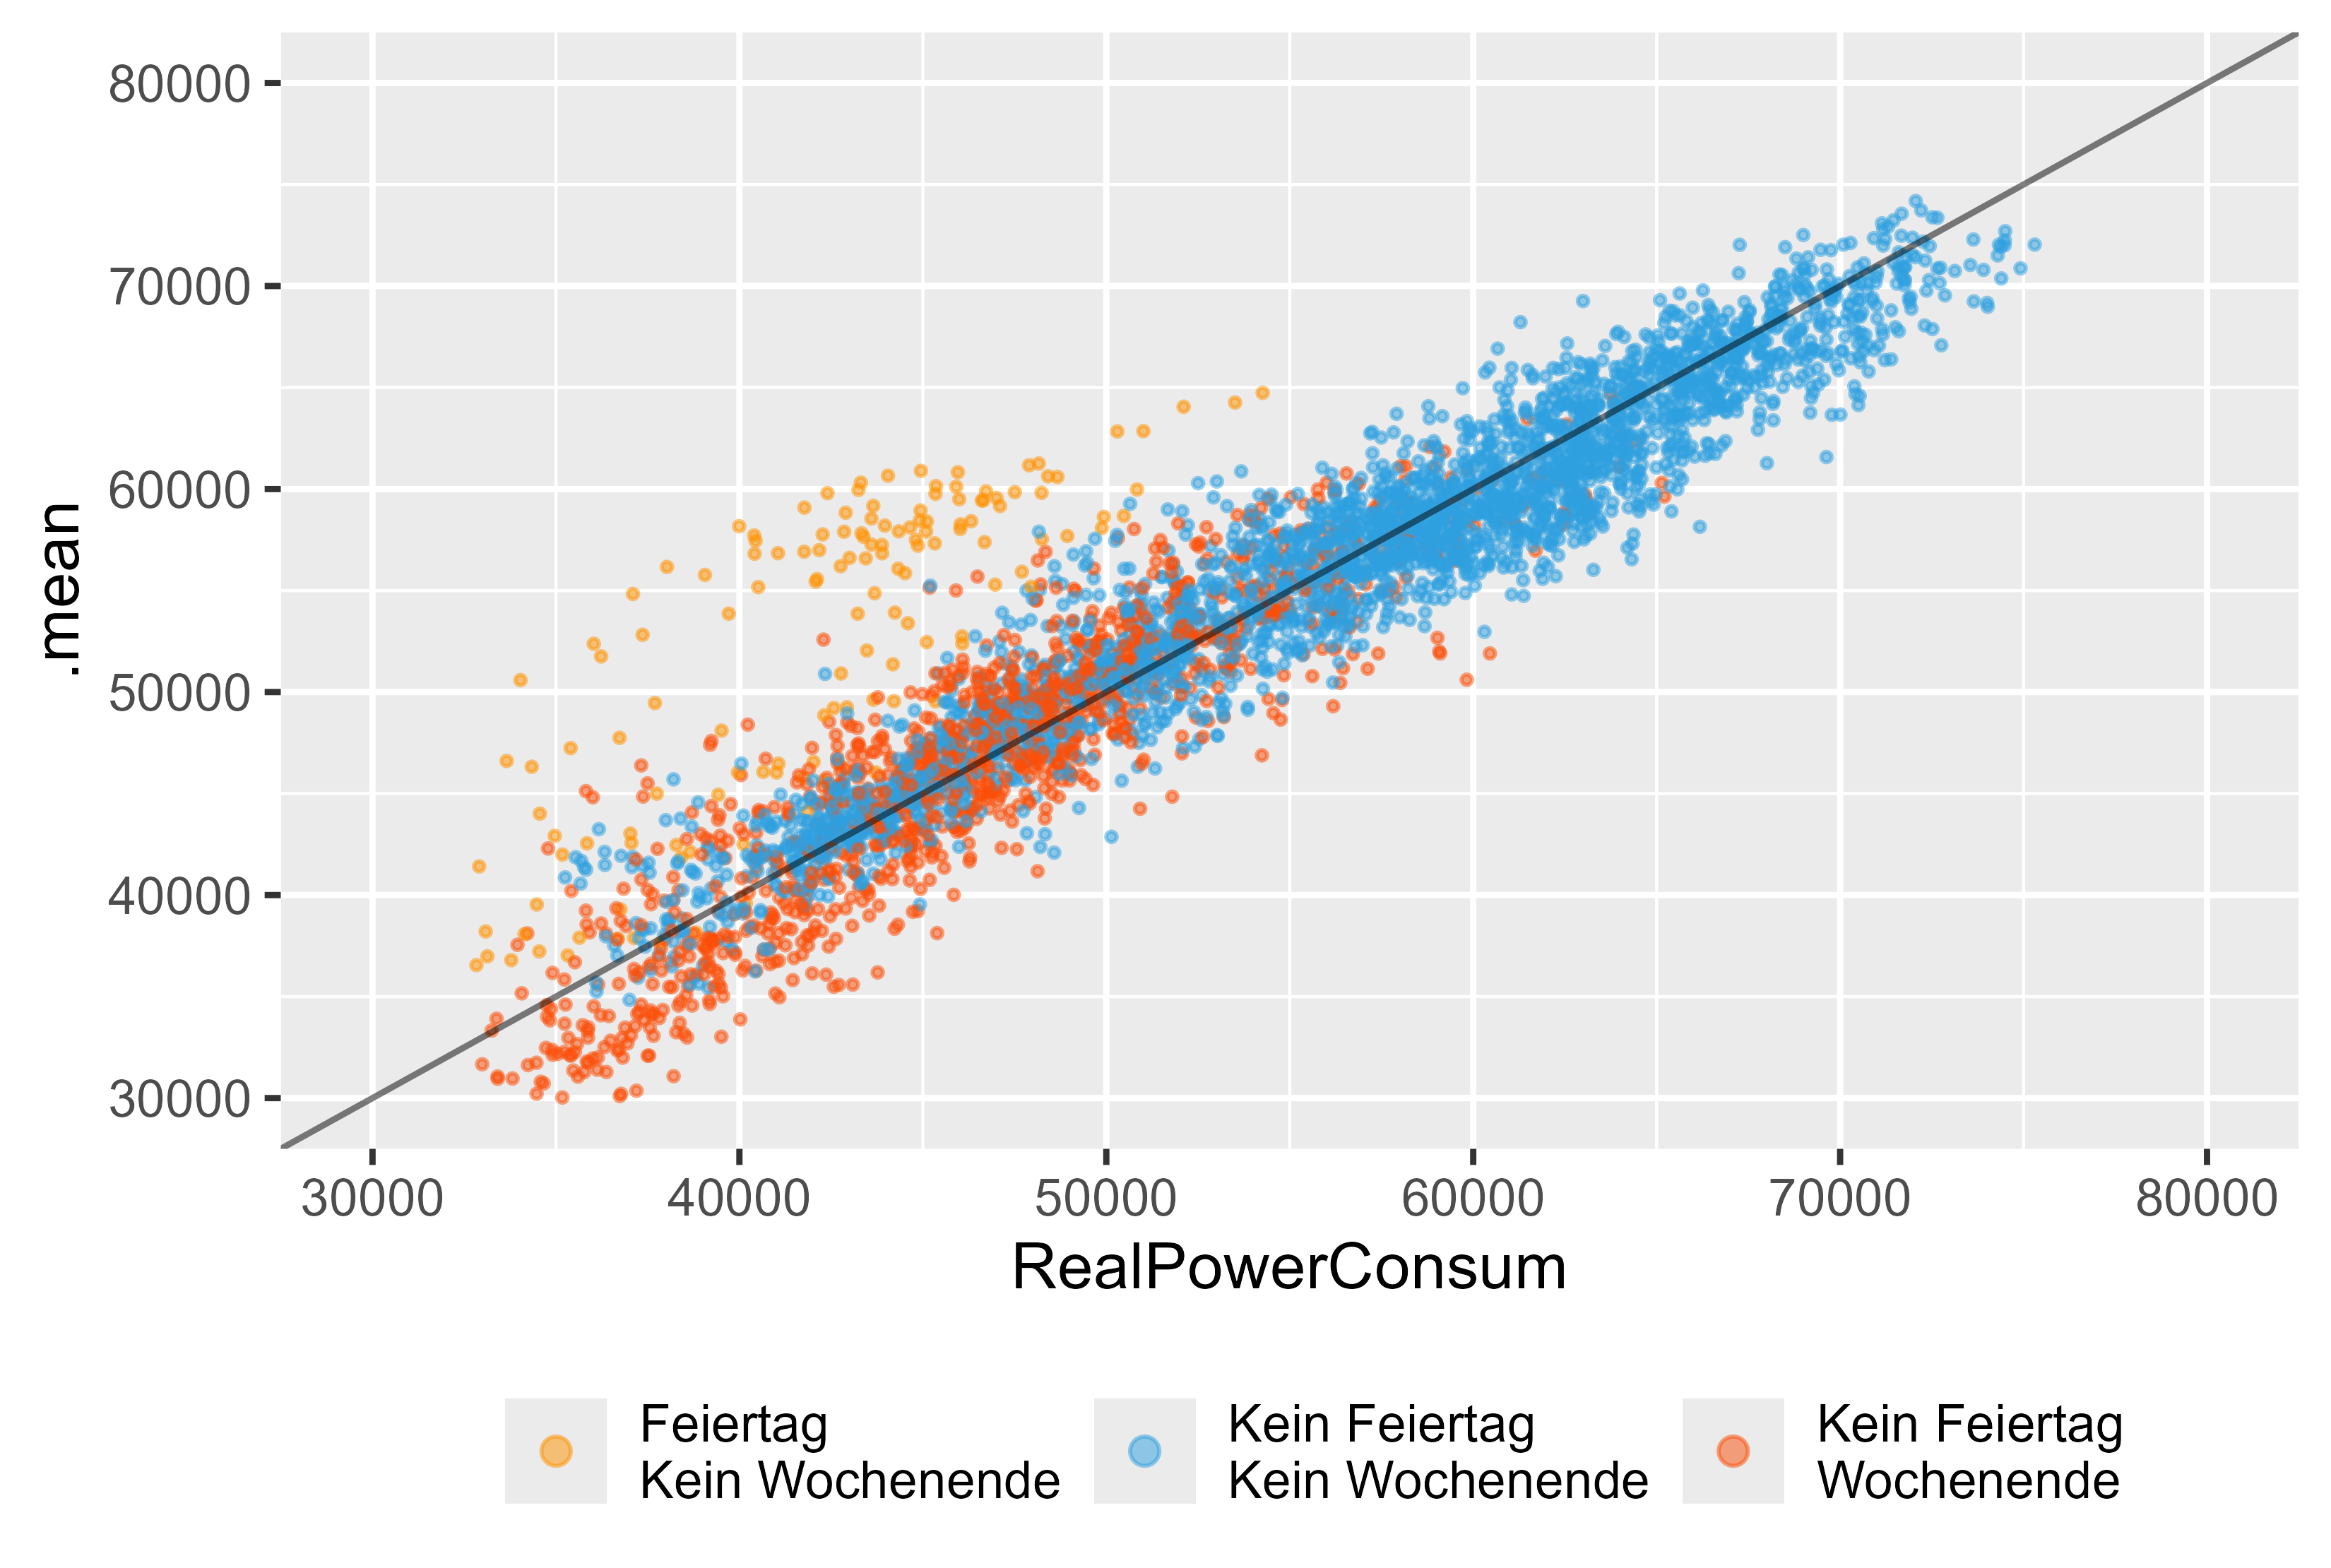 80000
70000
60000
50000
40000
30000
.mean
30000 40000 50000 60000 70000 80000
RealPowerConsum
Feiertag
Kein Wochenende
Kein Feiertag
Kein Wochenende
Kein Feiertag
Wochenende